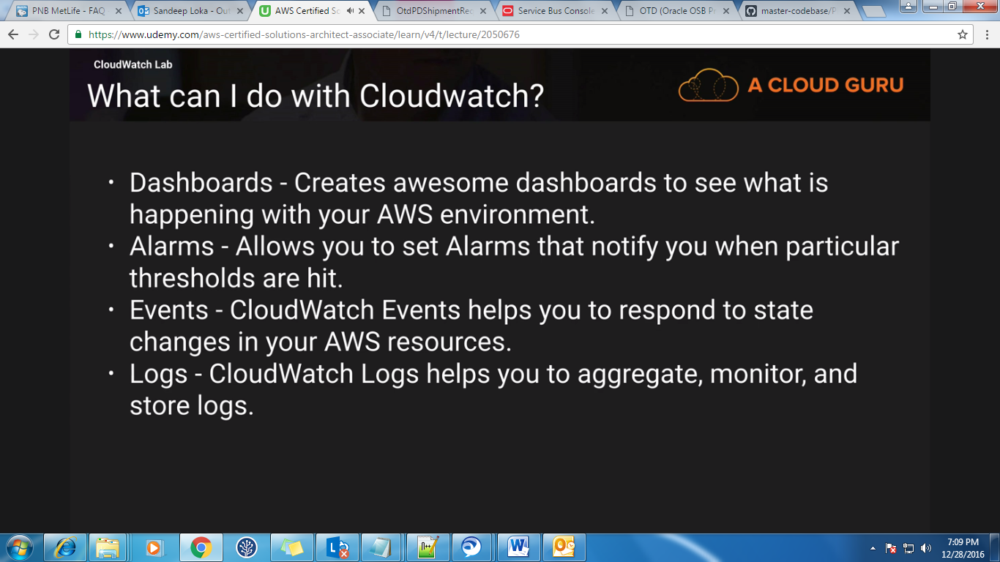 PNB MetLife - FAQ
Sandeep Loka - Out
AWS Certified So
OtdPDShipmentRec
Service Bus Console
OTD (Oracle OSB Pr
master-codebase/P
https://www.udemy.com/aws-certified-solutions-architect-associate/learn/v4/t/lecture/2050676
CloudWatch Lab
What can I do with Cloudwatch?
A CLOUD GURU
• Dashboards - Creates awesome dashboards to see what is
happening with your AWS environment.
• Alarms - Allows you to set Alarms that notify you when particular
thresholds are hit.
• Events - CloudWatch Events helps you to respond to state
changes in your AWS resources.
• Logs - CloudWatch Logs helps you to aggregate, monitor, and
store logs.
7:09 PM
12/28/2016